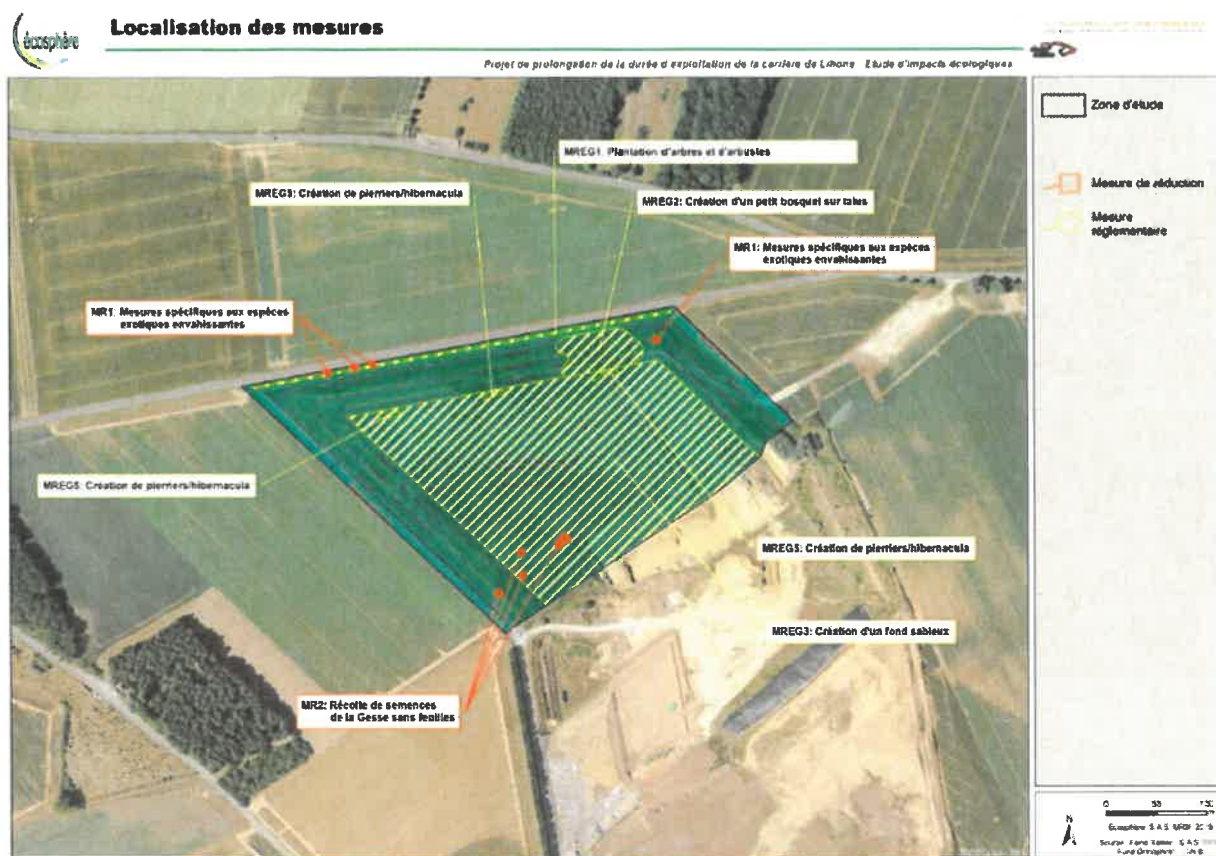 écosphère
Localisation des mesures
Projet de prolongation de la durée d'exploitation de la carrière de Lihons Etude d'impacts écologiques
Zone d'étude
Mesure de réduction
Mesure
réglementaire
MREG1: Plantation d'arbres et d'arbustes
MREG5: Création de pierriers/hibernacula
MREG2: Création d'un petit bosquet sur talus
MR1: Mesures spécifiques aux espèces
exotiques envahissantes
MR1: Mesures spécifiques aux espèces
exotiques envahissantes
MREG5: Création de pierriers/hibernacula
MREG5: Création de pierriers/hibernacula
MREG3: Création d'un fond sableux
MR2: Récolte de semences
de la Gesse sans feuilles
N
0